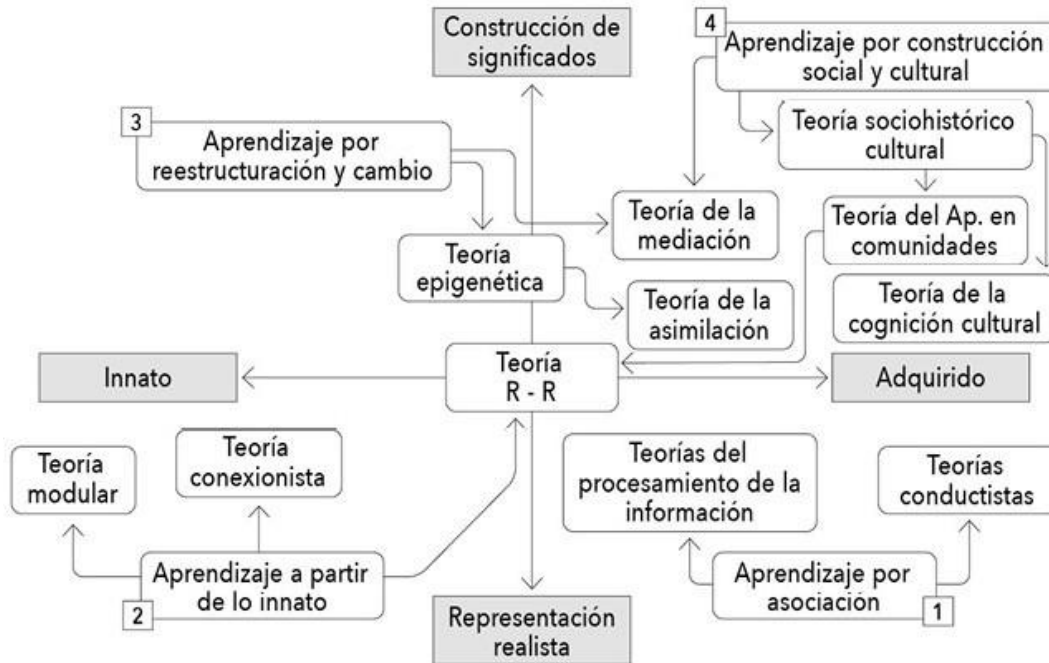 Construcción de
significados
4
Aprendizaje por construcción
social y cultural
3
Aprendizaje por
reestructuración y cambio
Teoría sociohistórico
cultural
Teoría de la
mediación
Teoría del Ap. en
comunidades
Teoría
epigenética
Teoría de la
asimilación
Teoría de la
cognición cultural
Innato
Teoría
R - R
Adquirido
Teoría
modular
Teoría
conexionista
Teorías del
procesamiento de la
información
Teorías
conductistas
Aprendizaje a partir
de lo innato
2
Representación
realista
Aprendizaje por
asociación
1